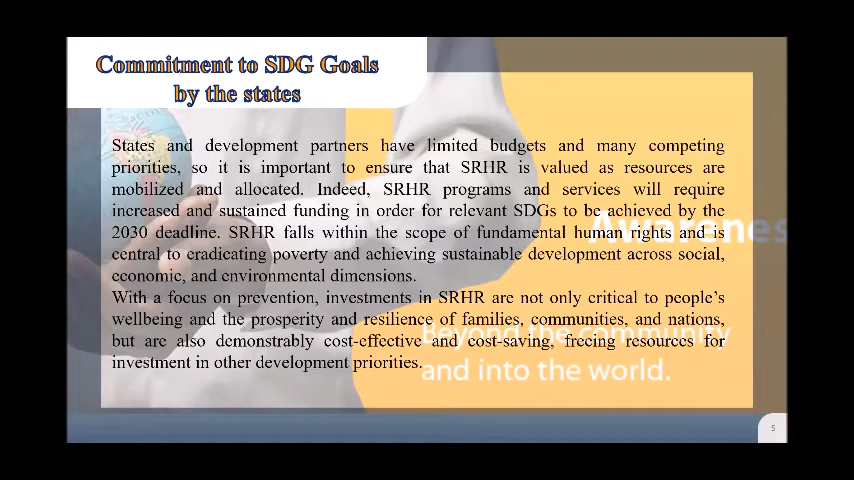 Commitment to SDG Goals
by the states
States and development partners have limited budgets and many competing
priorities, so it is important to ensure that SRHR is valued as resources are
mobilized and allocated. Indeed, SRHR programs and services will require
increased and sustained funding in order for relevant SDGs to be achieved by the
2030 deadline. SRHR falls within the scope of fundamental human rights and is
central to eradicating poverty and achieving sustainable development across social,
economic, and environmental dimensions.
With a focus on prevention, investments in SRHR are not only critical to people's
wellbeing and the prosperity and resilience of families, communities, and nations,
but are also demonstrably cost-effective and cost-saving, freeing resources for
investment in other development priorities.
Awarenes
Beyond the community
and into the world.
5